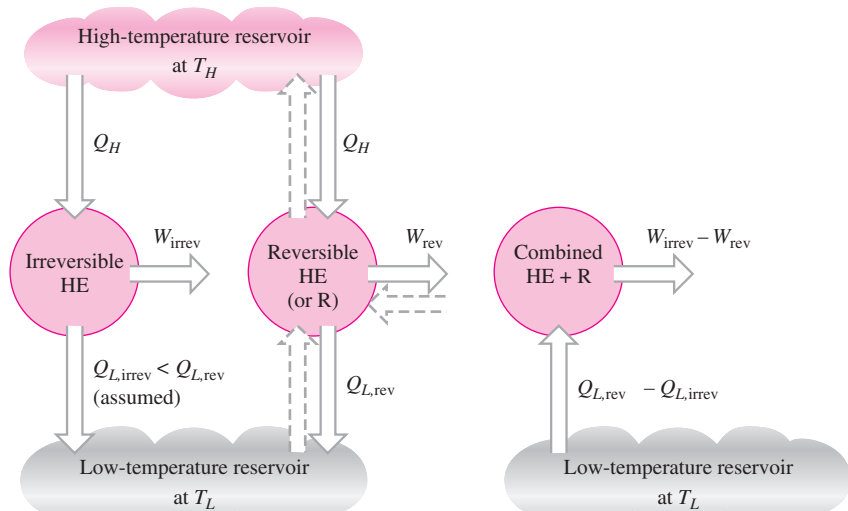 High-temperature reservoir
at T_H
Q_H
Q_H
Irreversible
HE
W_irrev
Reversible
HE
(or R)
W_rev
Combined
HE + R
W_irrev – W_rev
Q_L,irrev < Q_L,rev
(assumed)
Q_L,rev
Q_L,rev – Q_L,irrev
Low-temperature reservoir
at T_L
Low-temperature reservoir
at T_L